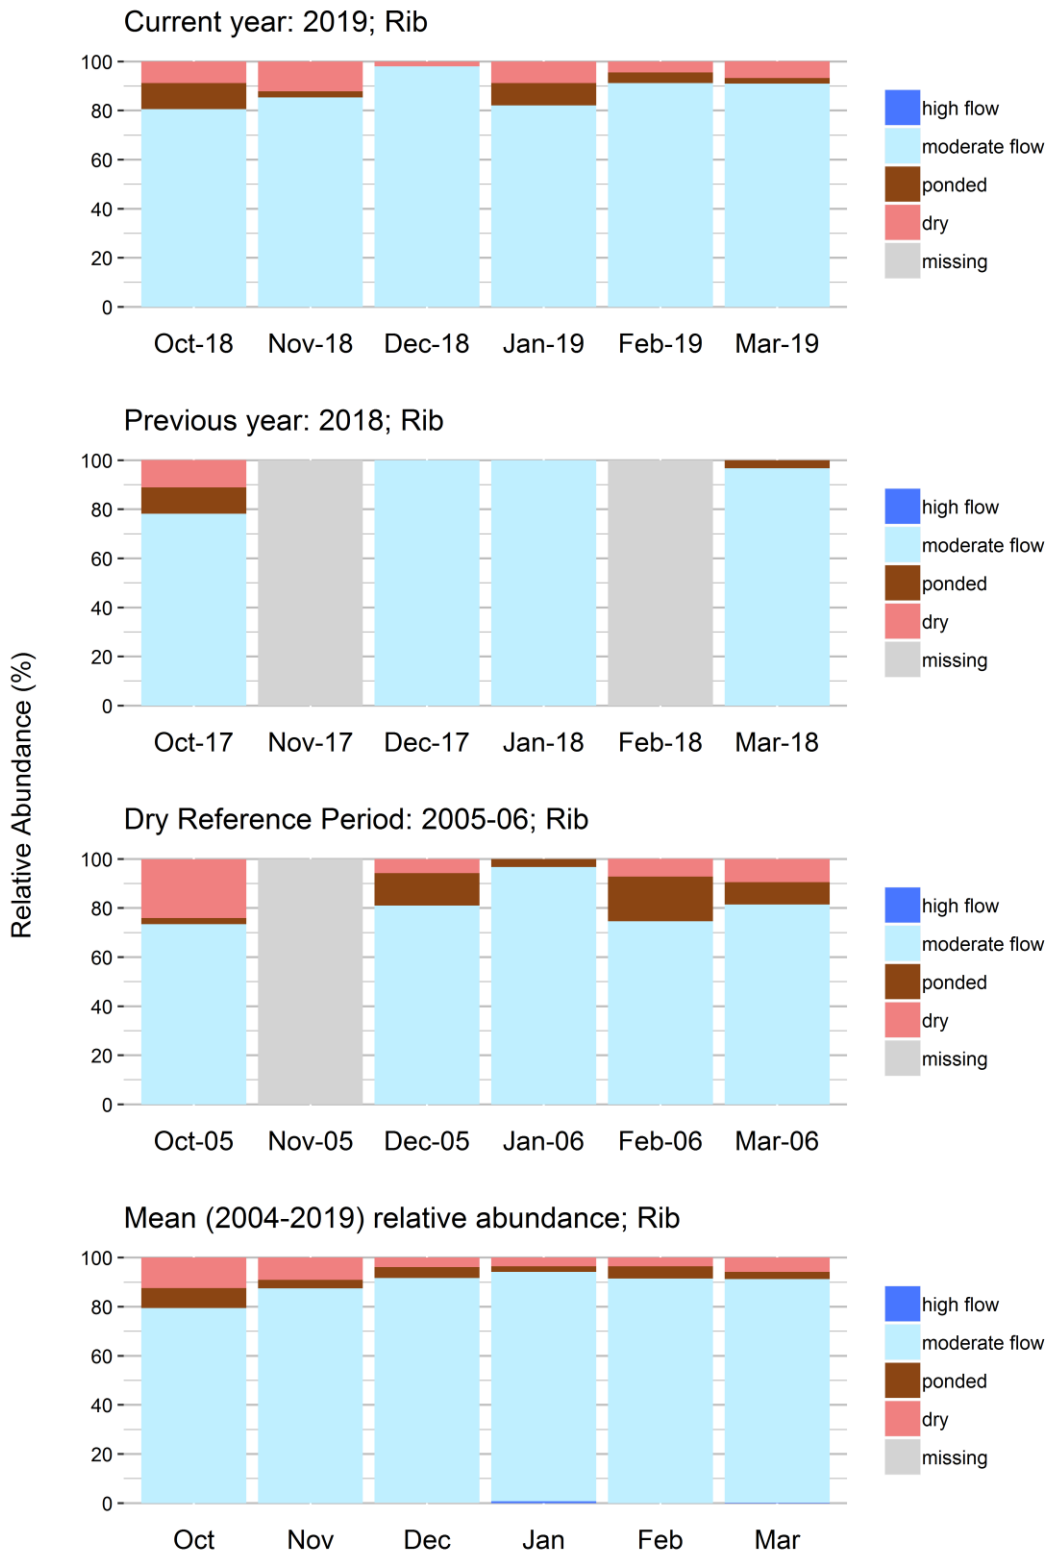 Current year: 2019; Rib
100
80
60
40
20
0
Oct-18 Nov-18 Dec-18 Jan-19 Feb-19 Mar-19
high flow
moderate flow
ponded
dry
missing
Previous year: 2018; Rib
100
80
60
40
20
0
Oct-17 Nov-17 Dec-17 Jan-18 Feb-18 Mar-18
high flow
moderate flow
ponded
dry
missing
Relative Abundance (%)
Dry Reference Period: 2005-06; Rib
100
80
60
40
20
0
Oct-05 Nov-05 Dec-05 Jan-06 Feb-06 Mar-06
high flow
moderate flow
ponded
dry
missing
Mean (2004-2019) relative abundance; Rib
100
80
60
40
20
0
Oct Nov Dec Jan Feb Mar
high flow
moderate flow
ponded
dry
missing